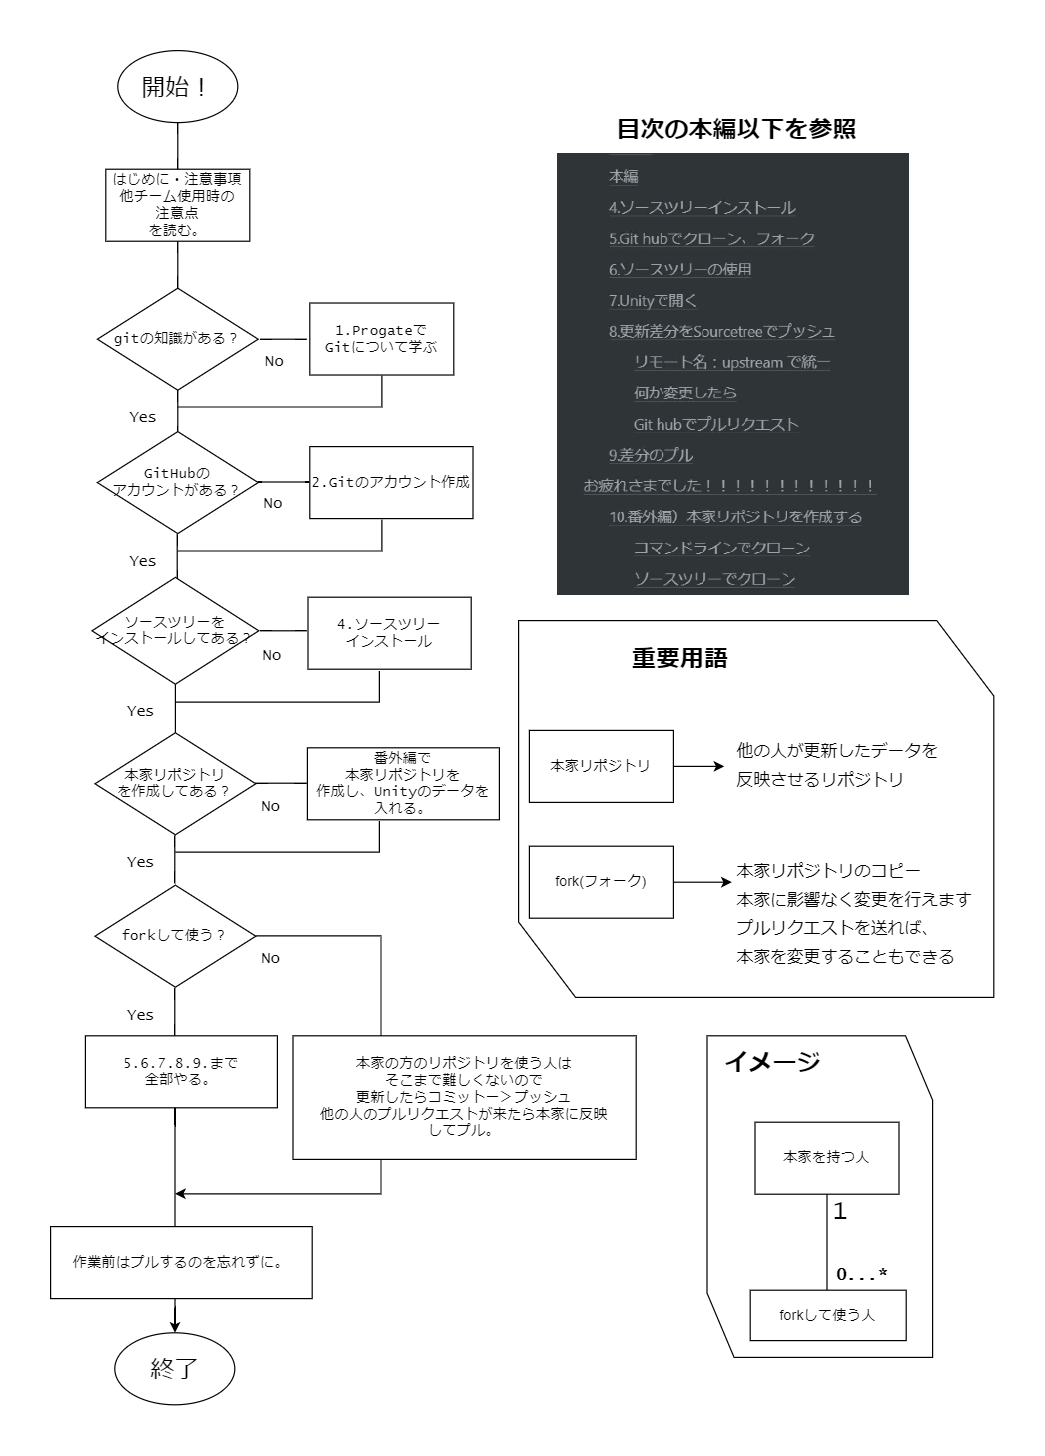 開始！
はじめに・注意事項
他チーム使用時の
注意点
を読む。
gitの知識がある？
No
1.Progateで
Gitについて学ぶ
Yes
GitHubの
アカウントがある？
No
2.Gitのアカウント作成
Yes
ソースツリーを
インストールしてある？
No
4.ソースツリー
インストール
Yes
本家リポジトリ
を作成してある？
No
番外編で
本家リポジトリを
作成し、Unityのデータを
入れる。
Yes
forkして使う？
No
Yes
5.6.7.8.9.まで
全部やる。
本家の方のリポジトリを使う人は
そこまで難しくないので
更新したらコミットー＞プッシュ
他の人のプルリクエストが来たら本家に反映
してプル。
作業前はプルするのを忘れずに。
終了
目次の本編以下を参照
本編
4.ソースツリーインストール
5.Git hubでクローン、フォーク
6.ソースツリーの使用
7.Unityで開く
8.更新差分をSourcetreeでプッシュ
リモート名：upstream で統一
何か変更したら
Git hubでプルリクエスト
9.差分のプル
お疲れさまでした！！！！！！！！！！！！
10.番外編）本家リポジトリを作成する
コマンドラインでクローン
ソースツリーでクローン
重要用語
本家リポジトリ
他の人が更新したデータを
反映させるリポジトリ
fork(フォーク)
本家リポジトリのコピー
本家に影響なく変更を行えます
プルリクエストを送れば、
本家を変更することもできる
イメージ
本家を持つ人
1
0...*
forkして使う人